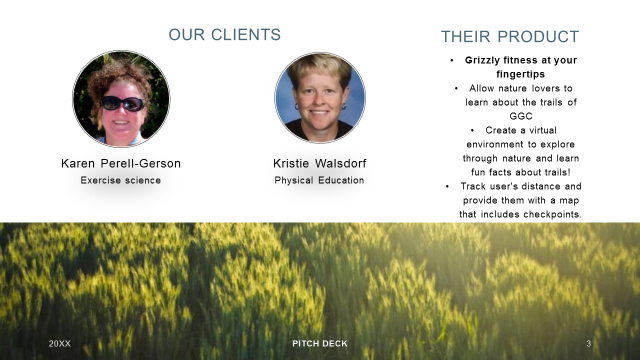 OUR CLIENTS
Karen Perell-Gerson
Exercise science
Kristie Walsdorf
Physical Education
THEIR PRODUCT
• Grizzly fitness at your
fingertips
• Allow nature lovers to
learn about the trails of
GGC
• Create a virtual
environment to explore
through nature and learn
fun facts about trails!
• Track user's distance and
provide them with a map
that includes checkpoints.
20XX
PITCH DECK
3